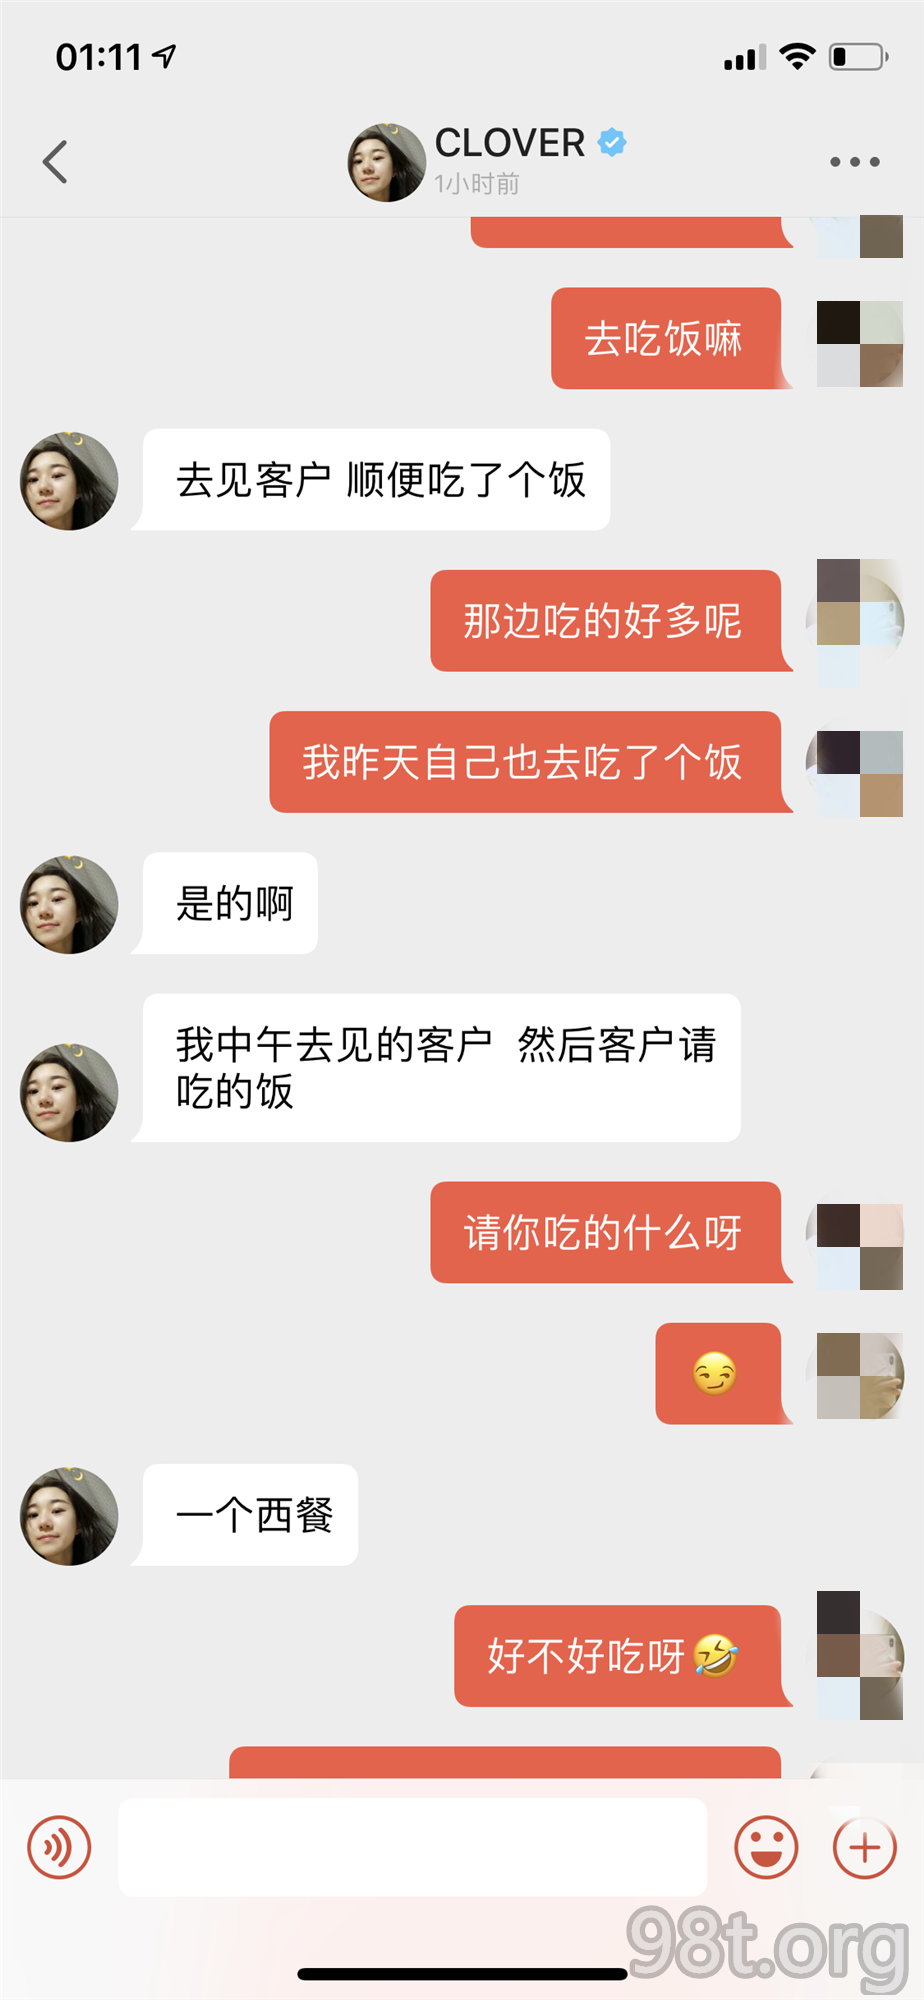 01:11
CLOVER
1小时前
去吃饭嘛
去见客户 顺便吃了个饭
那边吃的好多呢
我昨天自己也去吃了个饭
是的啊
我中午去见的客户 然后客户请
吃的饭
请你吃的什么呀
😏
一个西餐
好不好吃呀🤣
98t.org